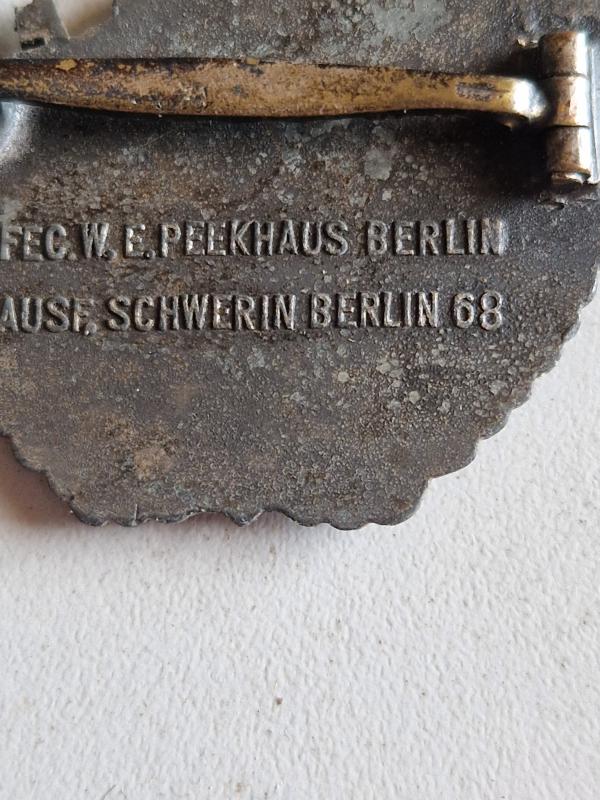 FEC. W. E. PEEKHAUS BERLIN
AUSF. SCHWERIN BERLIN 68